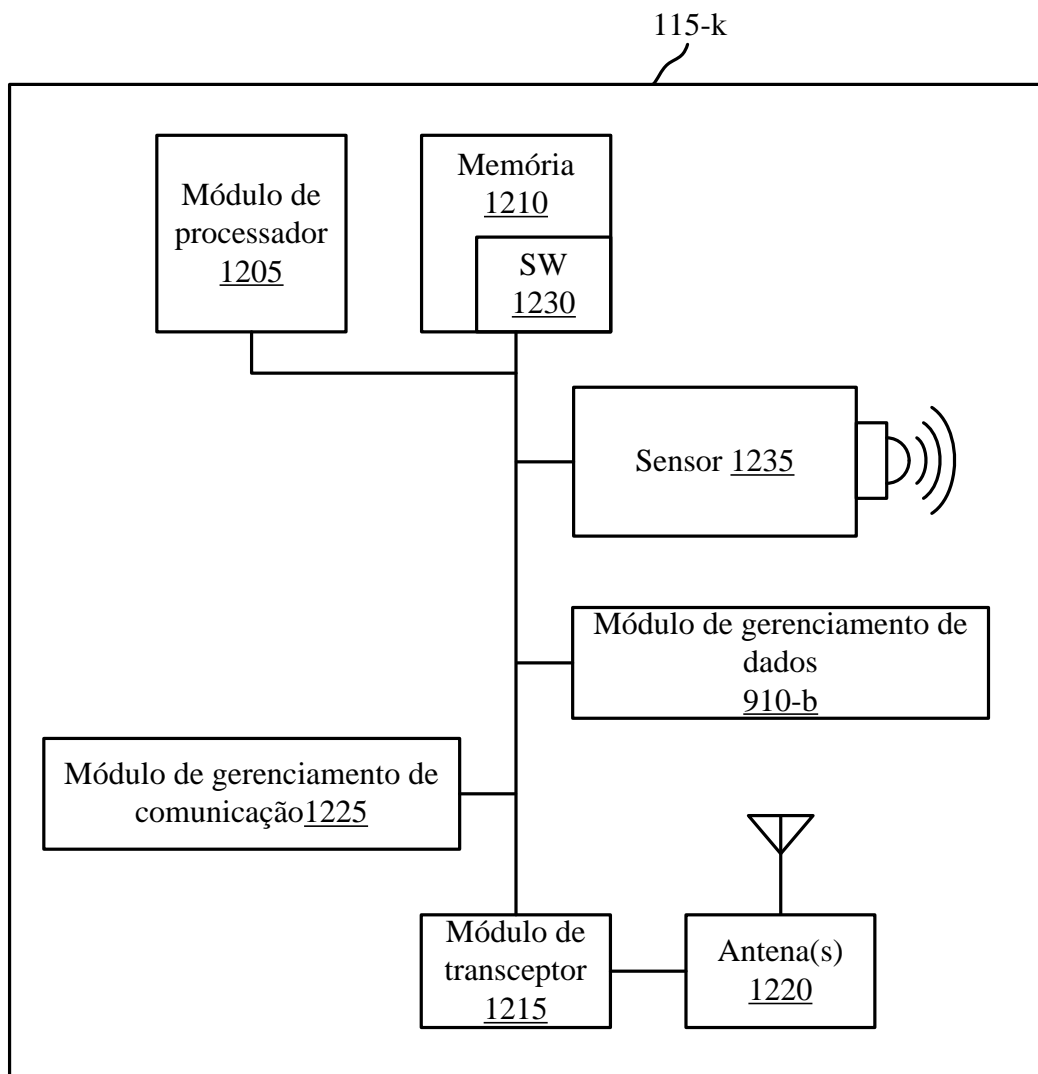 115-k
Módulo de
processador
1205
Memória
1210
SW
1230
Sensor 1235
Módulo de gerenciamento de
dados
910-b
Módulo de gerenciamento de
comunicação1225
Módulo de
transceptor
1215
Antena(s)
1220